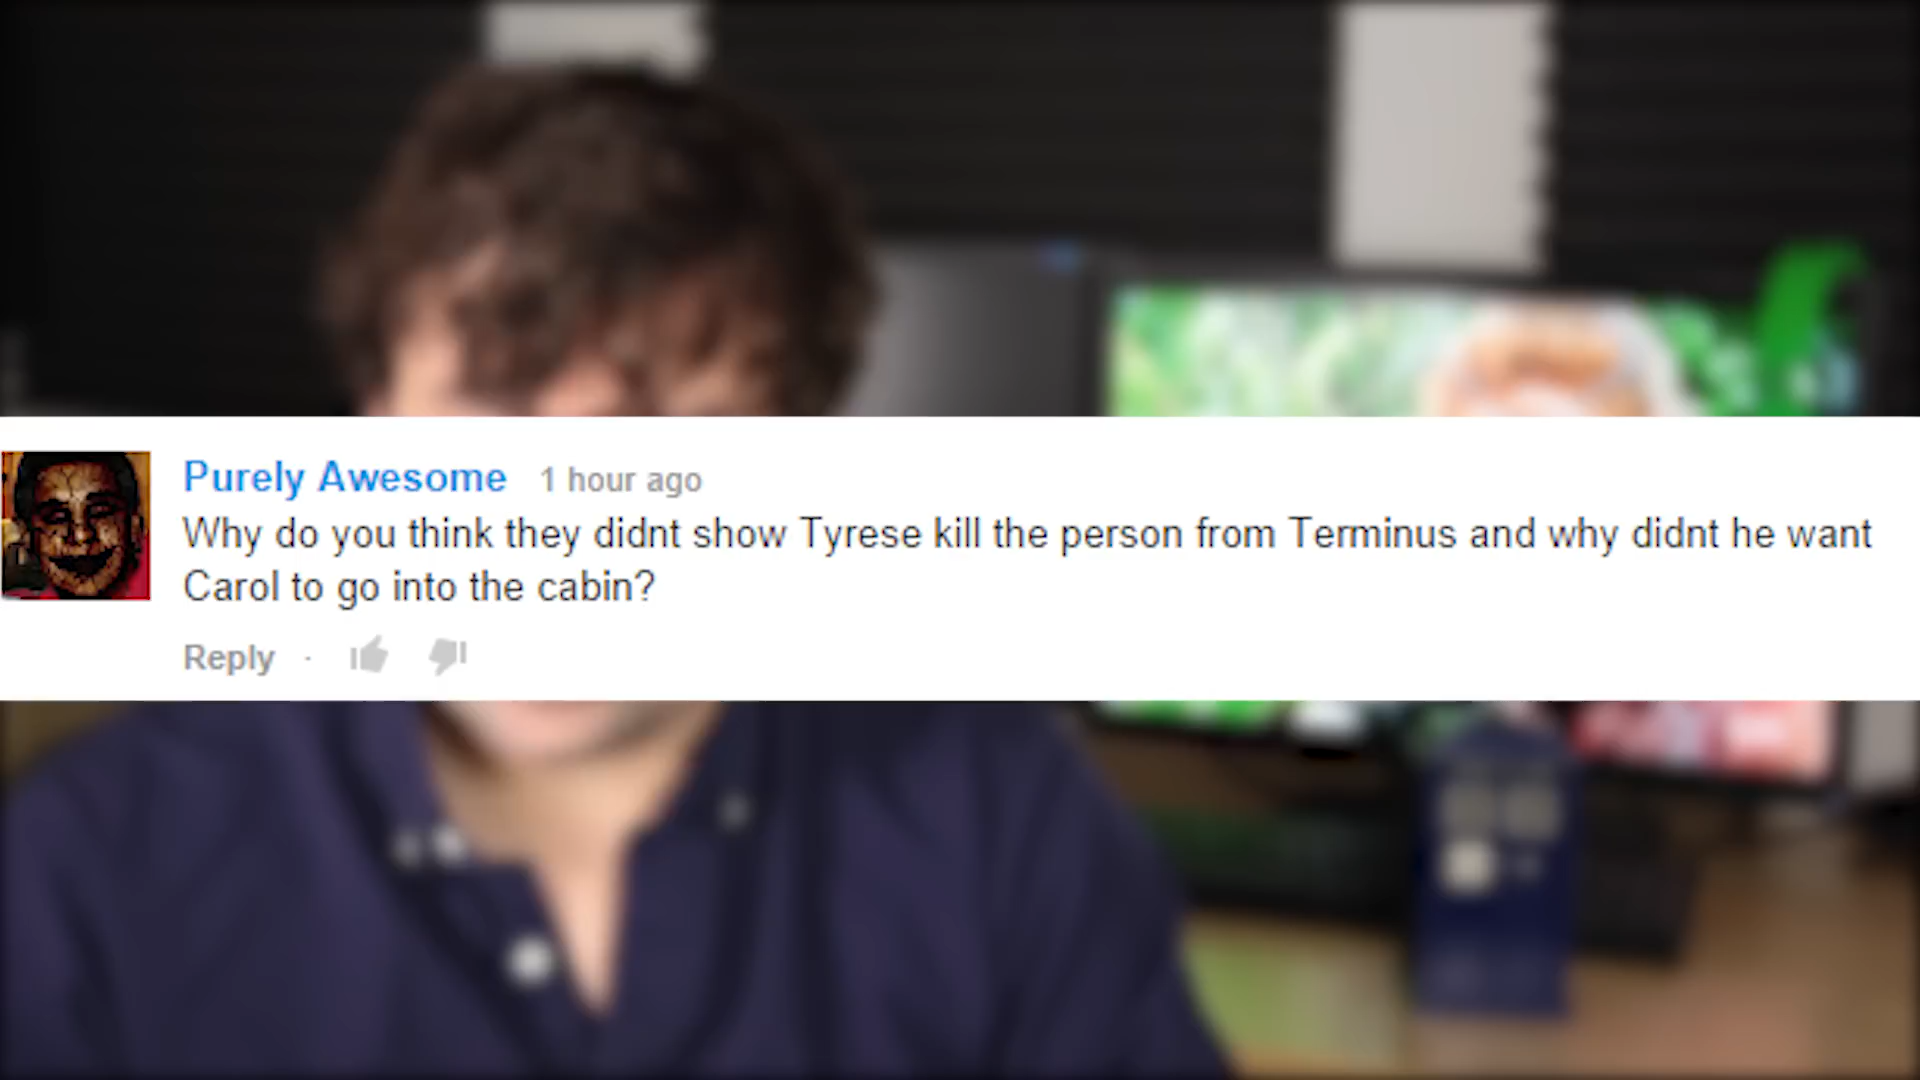 Purely Awesome 1 hour ago
Why do you think they didnt show Tyrese kill the person from Terminus and why didnt he want
Carol to go into the cabin?
Reply ·